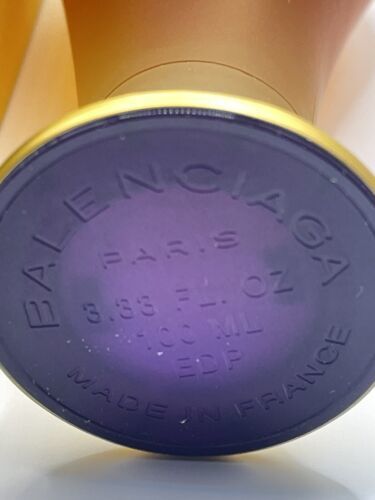 BALENCIAGA
PARIS
3.33 FL. OZ
100 ML
EDP
MADE IN FRANCE